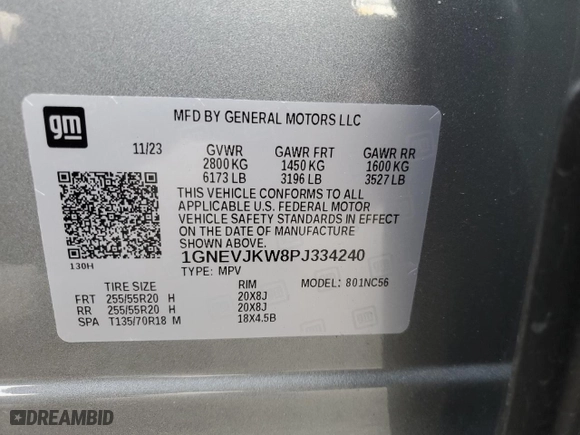 gm
MFD BY GENERAL MOTORS LLC
11/23 GVWR GAWR FRT GAWR RR
2800 KG 1450 KG 1600 KG
6173 LB 3196 LB 3527 LB
THIS VEHICLE CONFORMS TO ALL
APPLICABLE U.S. FEDERAL MOTOR
VEHICLE SAFETY STANDARDS IN EFFECT
ON THE DATE OF MANUFACTURE
SHOWN ABOVE.
1GNEVJKW8PJ334240
130H
TYPE: MPV
TIRE SIZE RIM MODEL: 801NC56
FRT 255/55R20 H 20X8J
RR 255/55R20 H 20X8J
SPA T135/70R18 M 18X4.5B
DREAMBID